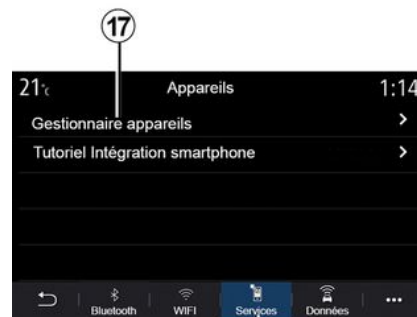 17
21°c Appareils 1:14
Gestionnaire appareils
Tutoriel Intégration smartphone
Bluetooth WIFI Services Données